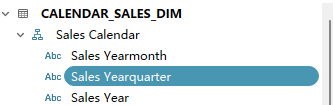 CALENDAR_SALES_DIM
Sales Calendar
Abc Sales Yearmonth
Abc Sales Yearquarter
Abc Sales Year